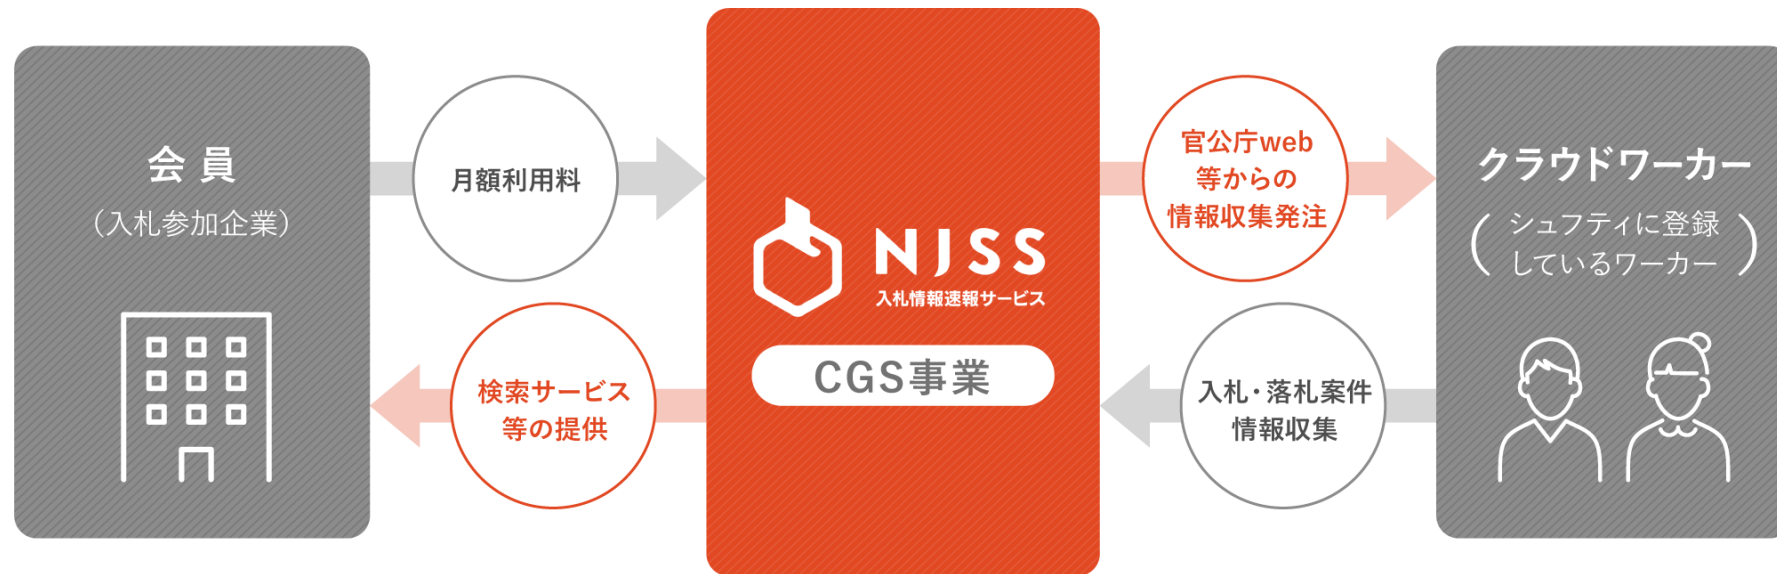 会員
（入札参加企業）
月額利用料
検索サービス
等の提供
NJSS
入札情報速報サービス
CGS事業
官公庁web
等からの
情報収集発注
入札・落札案件
情報収集
クラウドワーカー
（シュフティに登録
しているワーカー）